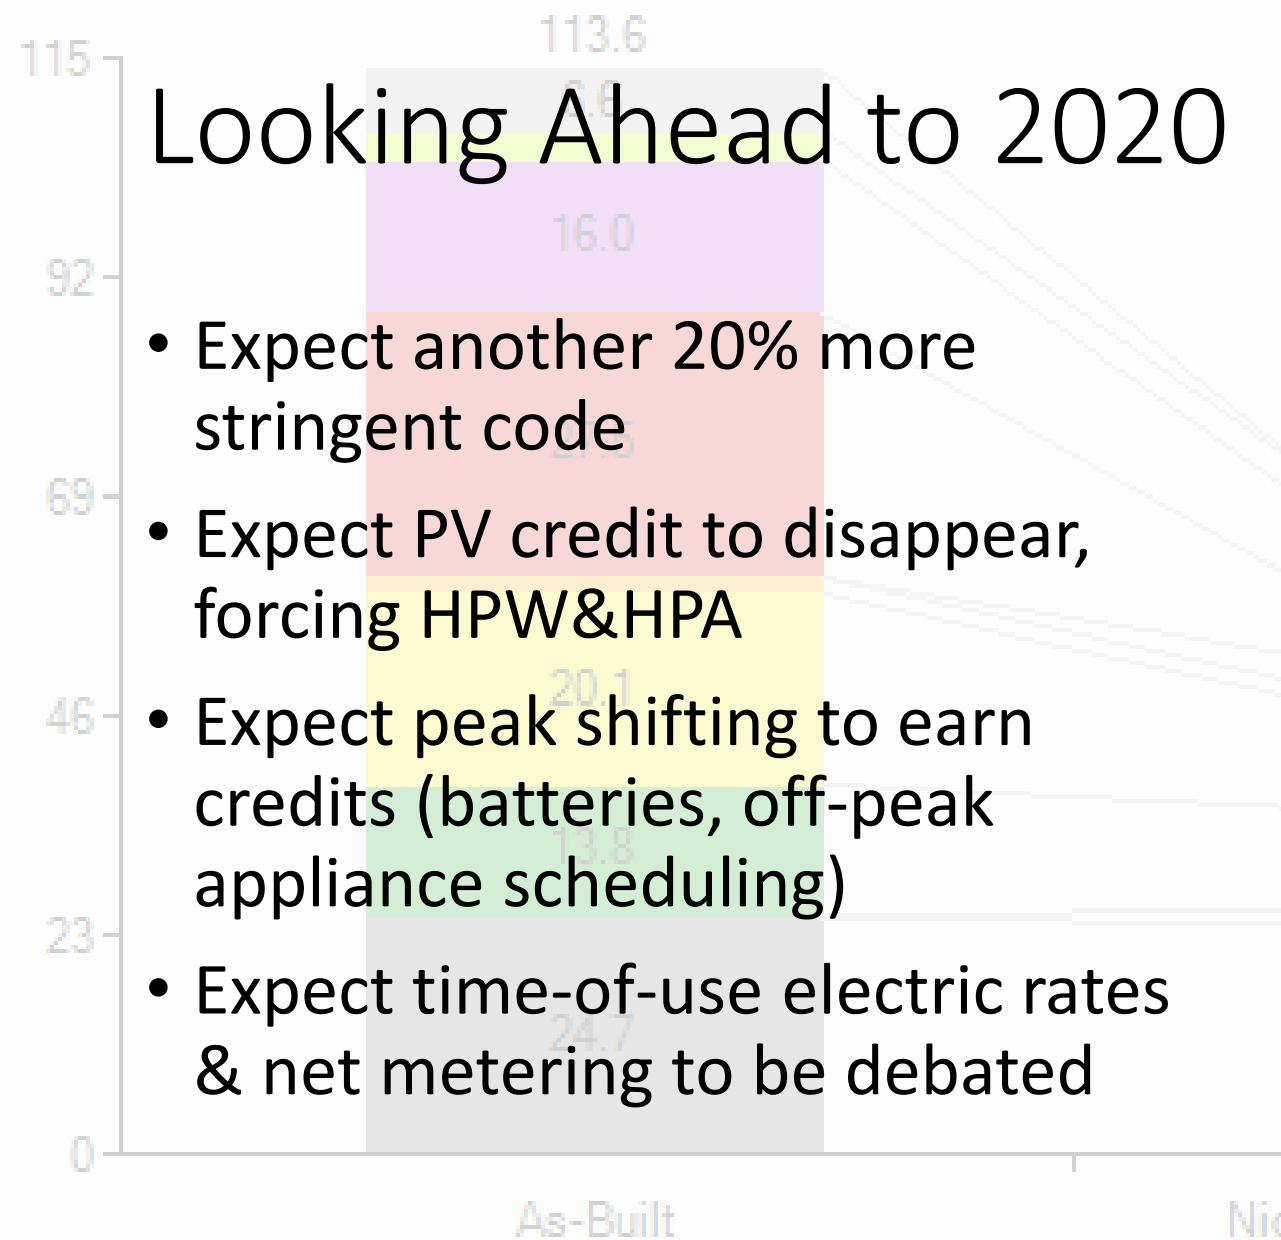 113.6
115
Looking Ahead to 2020
16.0
92
• Expect another 20% more
stringent code
69
• Expect PV credit to disappear,
forcing HPW&HPA
20.1
46
• Expect peak shifting to earn
credits (batteries, off-peak
13.8
appliance scheduling)
23
• Expect time-of-use electric rates
24.7
& net metering to be debated
0
As-Built